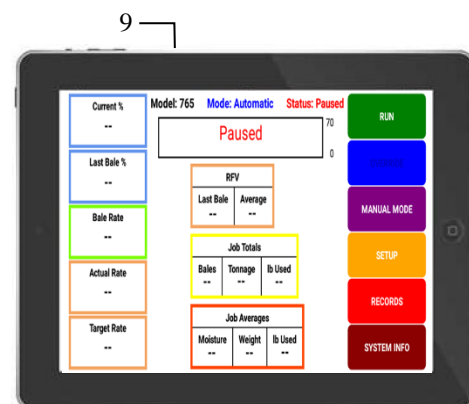 9
Model: 765 Mode: Automatic Status: Paused
Current %
--
Last Bale %
--
Bale Rate
--
Actual Rate
--
Target Rate
--
Paused
70
0
RFV
Last Bale Average
-- --
Job Totals
Bales Tonnage lb Used
-- -- --
Job Averages
Moisture Weight lb Used
-- -- --
RUN
MANUAL MODE
SETUP
RECORDS
SYSTEM INFO